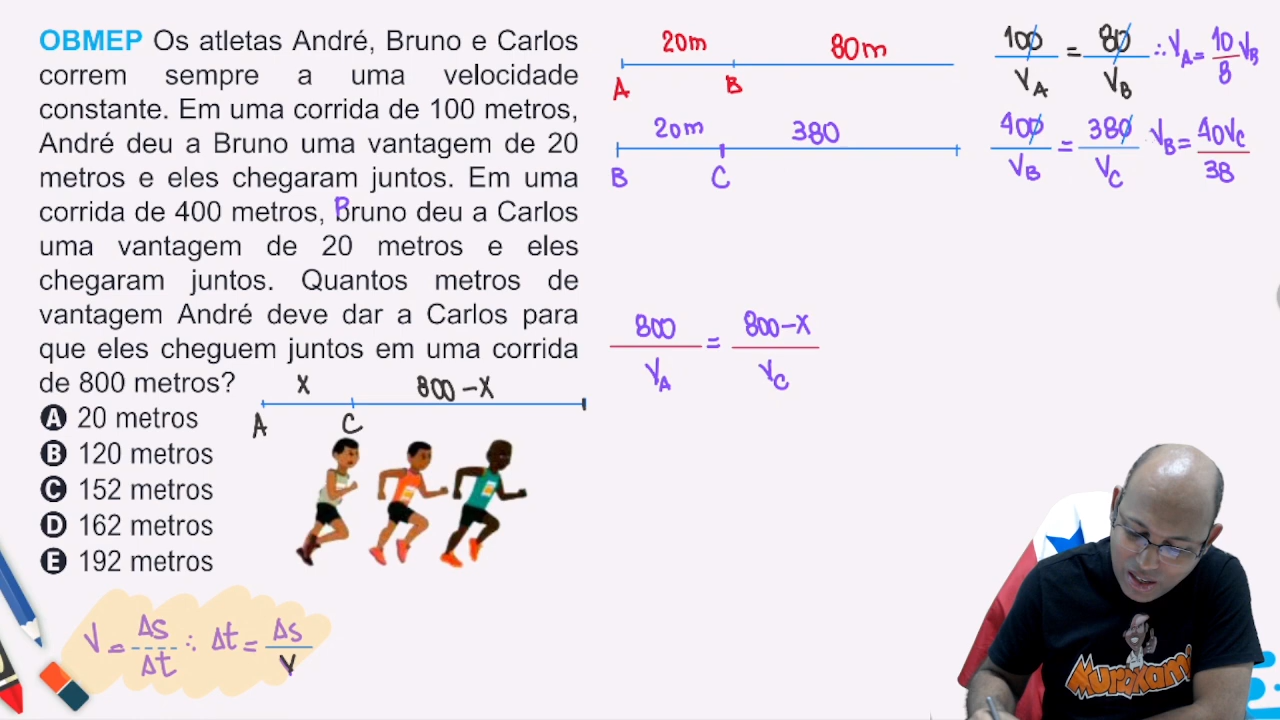 OBMEP Os atletas André, Bruno e Carlos
correm sempre a uma velocidade
constante. Em uma corrida de 100 metros,
André deu a Bruno uma vantagem de 20
metros e eles chegaram juntos. Em uma
corrida de 400 metros, Bruno deu a Carlos
uma vantagem de 20 metros e eles
chegaram juntos. Quantos metros de
vantagem André deve dar a Carlos para
que eles cheguem juntos em uma corrida
de 800 metros?
A 20 metros
B 120 metros
C 152 metros
D 162 metros
E 192 metros
x 800-x
A C
V = Δs/Δt ∴ Δt = Δs/V
20m 80m
A B
20m 380
B C
100/VA = 80/VB ∴ VA = 10/8 VB
400/VB = 380/VC VB = 40VC/38
800/VA = 800-x/VC
Murakami